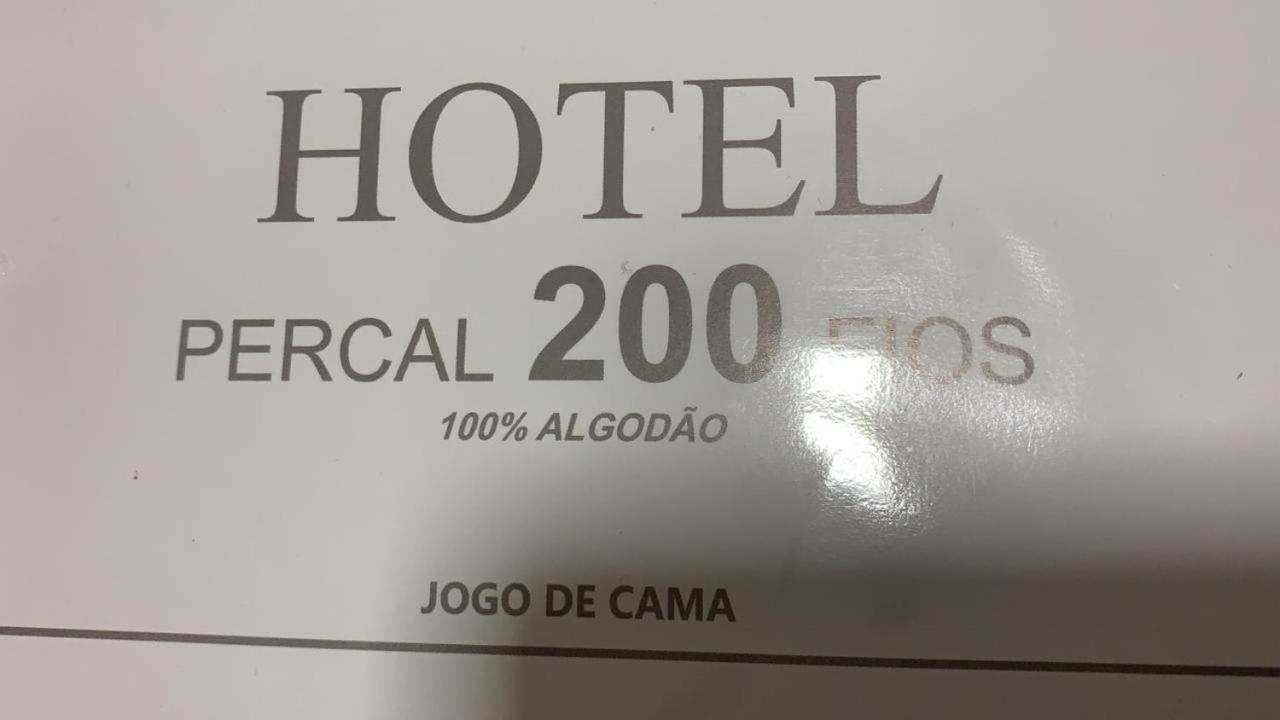 HOTEL
PERCAL 200 FIOS
100% ALGODÃO
JOGO DE CAMA